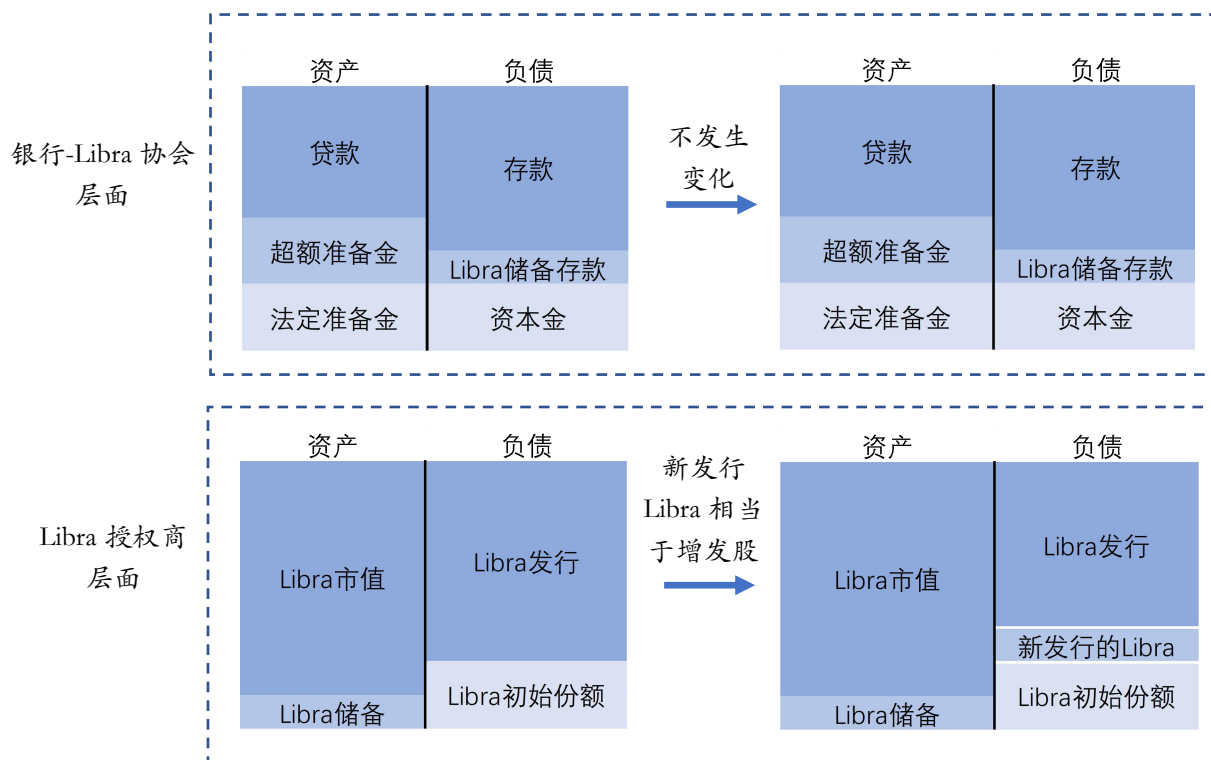 资产 负债 资产 负债
银行-Libra 协会
层面
贷款
存款
超额准备金
Libra储备存款
法定准备金
资本金
不发生
变化
贷款
存款
超额准备金
Libra储备存款
法定准备金
资本金
资产 负债 资产 负债
Libra 授权商
层面
Libra市值
Libra发行
Libra储备
Libra初始份额
新发行
Libra 相当
于增发股
Libra市值
Libra发行
新发行的Libra
Libra储备
Libra初始份额